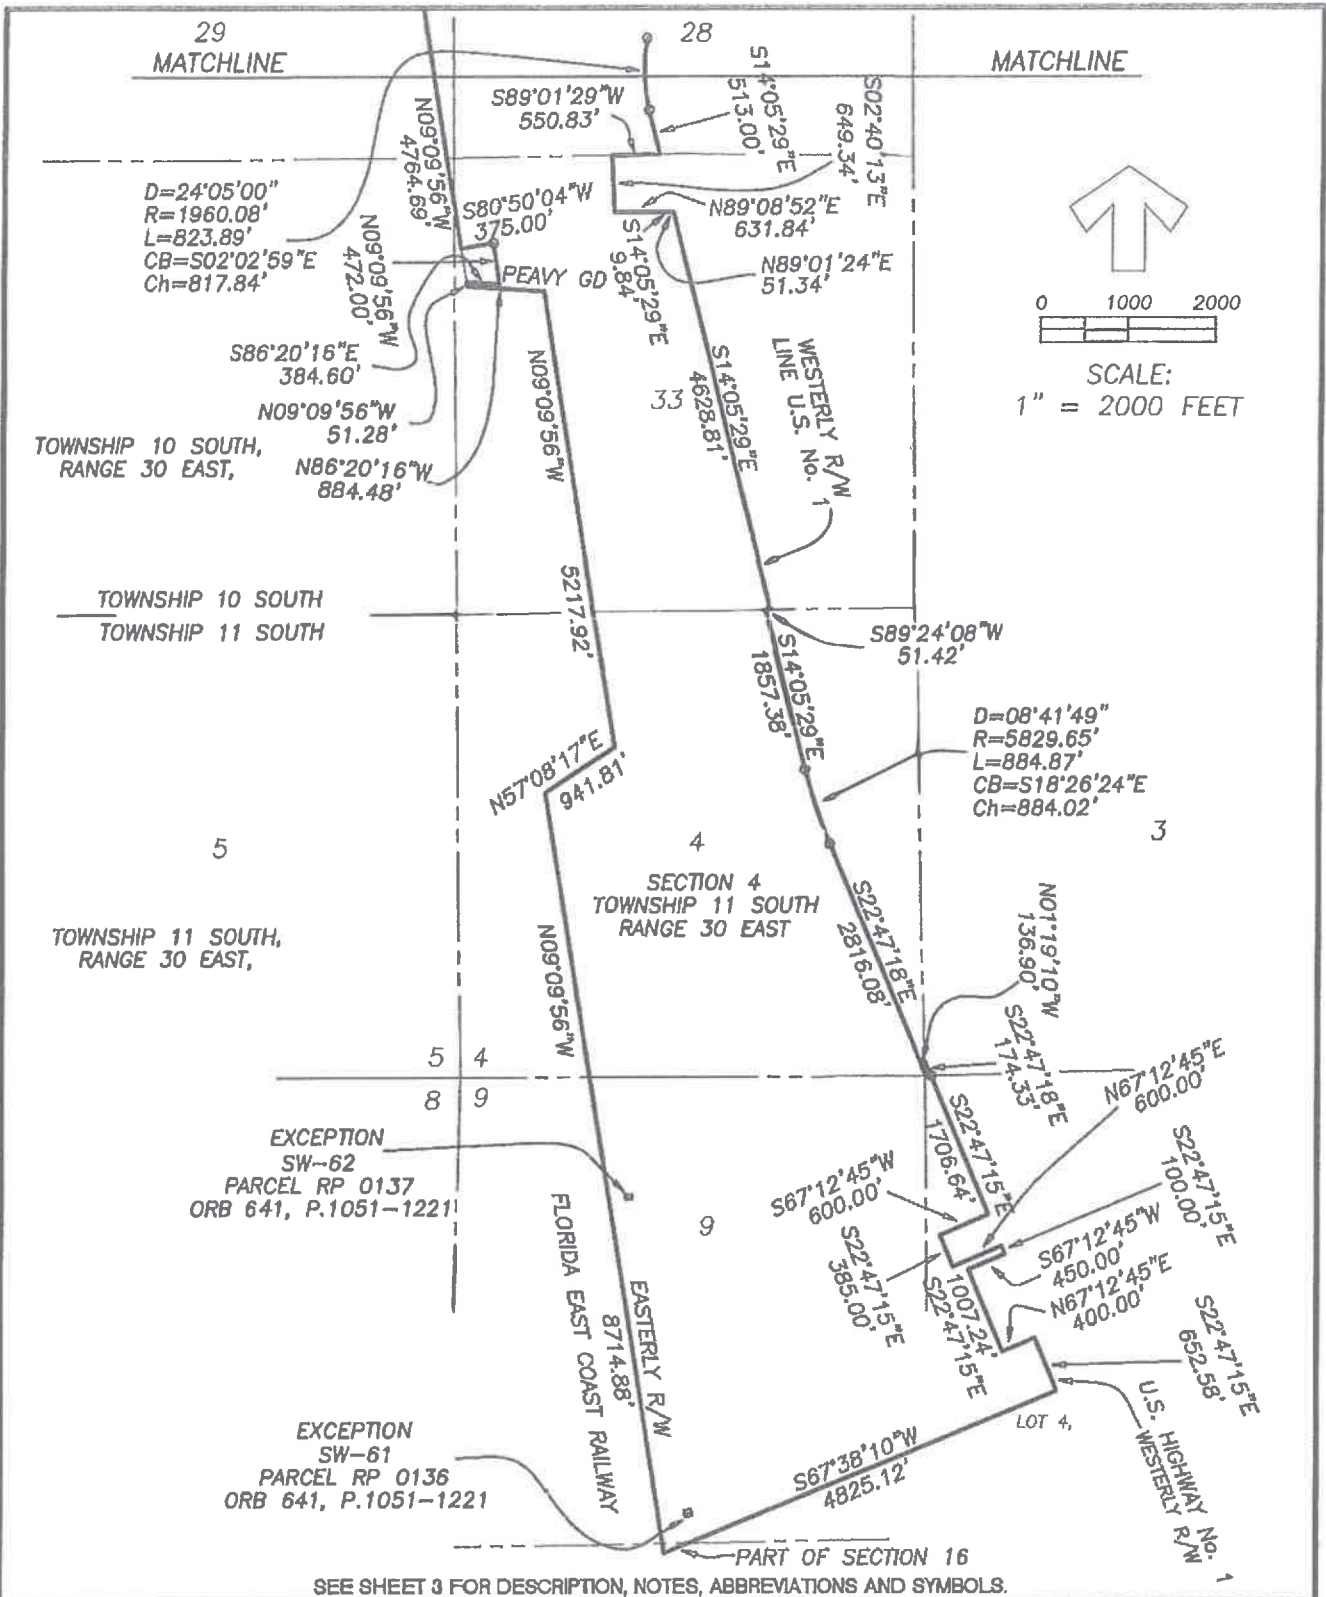 29
28
MATCHLINE
MATCHLINE
S89°01'29"W
550.83'
S14°05'29"E
513.00'
S02°40'13"E
649.34'
N09°09'56"W
4764.69'
D=24°05'00"
R=1960.08'
L=823.89'
CB=S02°02'59"E
Ch=817.84'
S80°50'04"W
375.00'
N89°08'52"E
631.84'
N09°09'56"W
472.00'
PEAVY GD
S14°05'29"E
9.84'
N89°01'24"E
51.34'
0 1000 2000
SCALE:
1" = 2000 FEET
S86°20'16"E
384.60'
N09°09'56"W
51.28'
N86°20'16"W
884.48'
TOWNSHIP 10 SOUTH,
RANGE 30 EAST,
N09°09'56"W
5217.92'
33
S14°05'29"E
4628.81'
WESTERLY R/W
LINE U.S. No. 1
TOWNSHIP 10 SOUTH
TOWNSHIP 11 SOUTH
S89°24'08"W
51.42'
S14°05'29"E
1857.38'
D=08°41'49"
R=5829.65'
L=884.87'
CB=S18°26'24"E
Ch=884.02'
N57°08'17"E
941.81'
5
4
3
SECTION 4
TOWNSHIP 11 SOUTH
RANGE 30 EAST
TOWNSHIP 11 SOUTH,
RANGE 30 EAST,
S22°47'18"E
2816.08'
N01°19'10"W
136.90'
N09°09'56"W
S22°47'18"E
174.33'
N67°12'45"E
600.00'
5 4
8 9
S22°47'15"E
1706.64'
EXCEPTION
SW-62
PARCEL RP 0137
ORB 641, P.1051-1221
S67°12'45"W
600.00'
S22°47'15"E
100.00'
9
S22°47'15"E
385.00'
S67°12'45"W
450.00'
N67°12'45"E
400.00'
1007.24'
S22°47'15"E
S22°47'15"E
652.58'
FLORIDA EAST COAST RAILWAY
EASTERLY R/W
8714.88'
LOT 4,
U.S. HIGHWAY No. 1
WESTERLY R/W
EXCEPTION
SW-61
PARCEL RP 0136
ORB 641, P.1051-1221
S67°38'10"W
4825.12'
PART OF SECTION 16
SEE SHEET 3 FOR DESCRIPTION, NOTES, ABBREVIATIONS AND SYMBOLS.